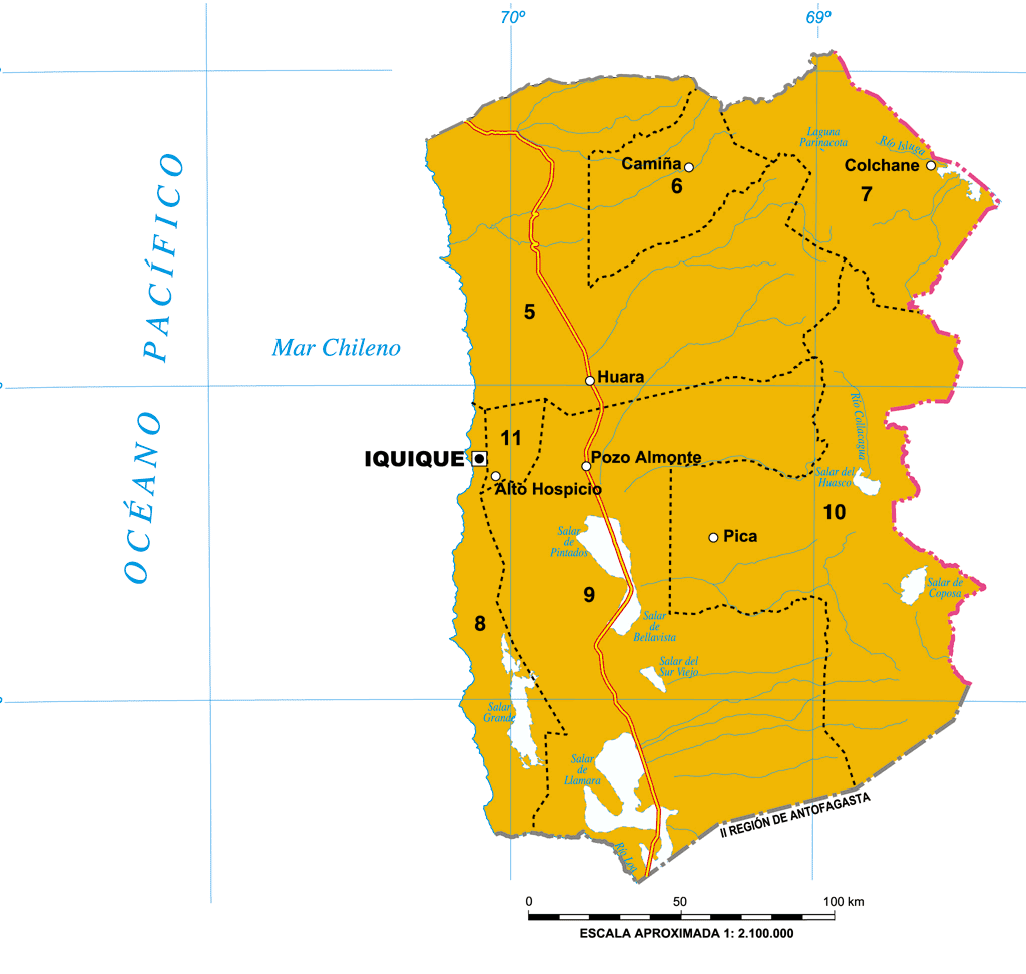 70º
69º
OCÉANO PACÍFICO
Mar Chileno
Laguna
Parinacota
Río Isluga
Camiña
Colchane
6
7
5
Huara
11
IQUIQUE
Pozo Almonte
Alto Hospicio
Río Collacagua
Salar del
Huasco
10
Salar
de
Pintados
Pica
9
8
Salar de
Coposa
Salar
de
Bellavista
Salar del
Sur Viejo
Salar
Grande
Salar
de
Llamara
Río Loa
II REGIÓN DE ANTOFAGASTA
0
50
100 km
ESCALA APROXIMADA 1: 2.100.000